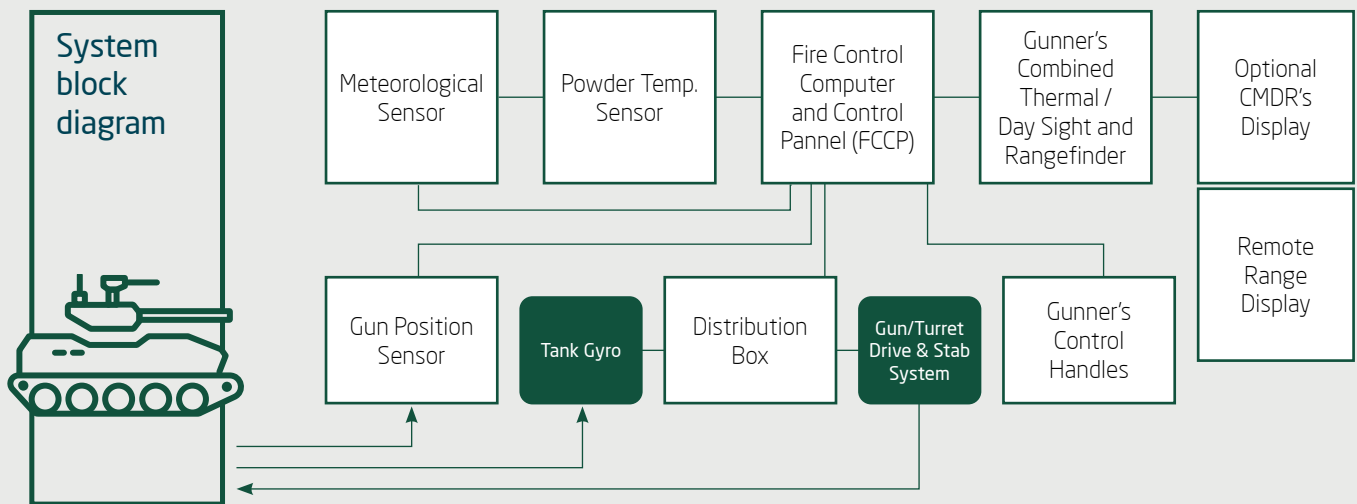 System
block
diagram
Meteorological
Sensor
Powder Temp.
Sensor
Fire Control
Computer
and Control
Pannel (FCCP)
Gunner's
Combined
Thermal /
Day Sight and
Rangefinder
Optional
CMDR's
Display
Remote
Range
Display
Gun Position
Sensor
Tank Gyro
Distribution
Box
Gun/Turret
Drive & Stab
System
Gunner's
Control
Handles